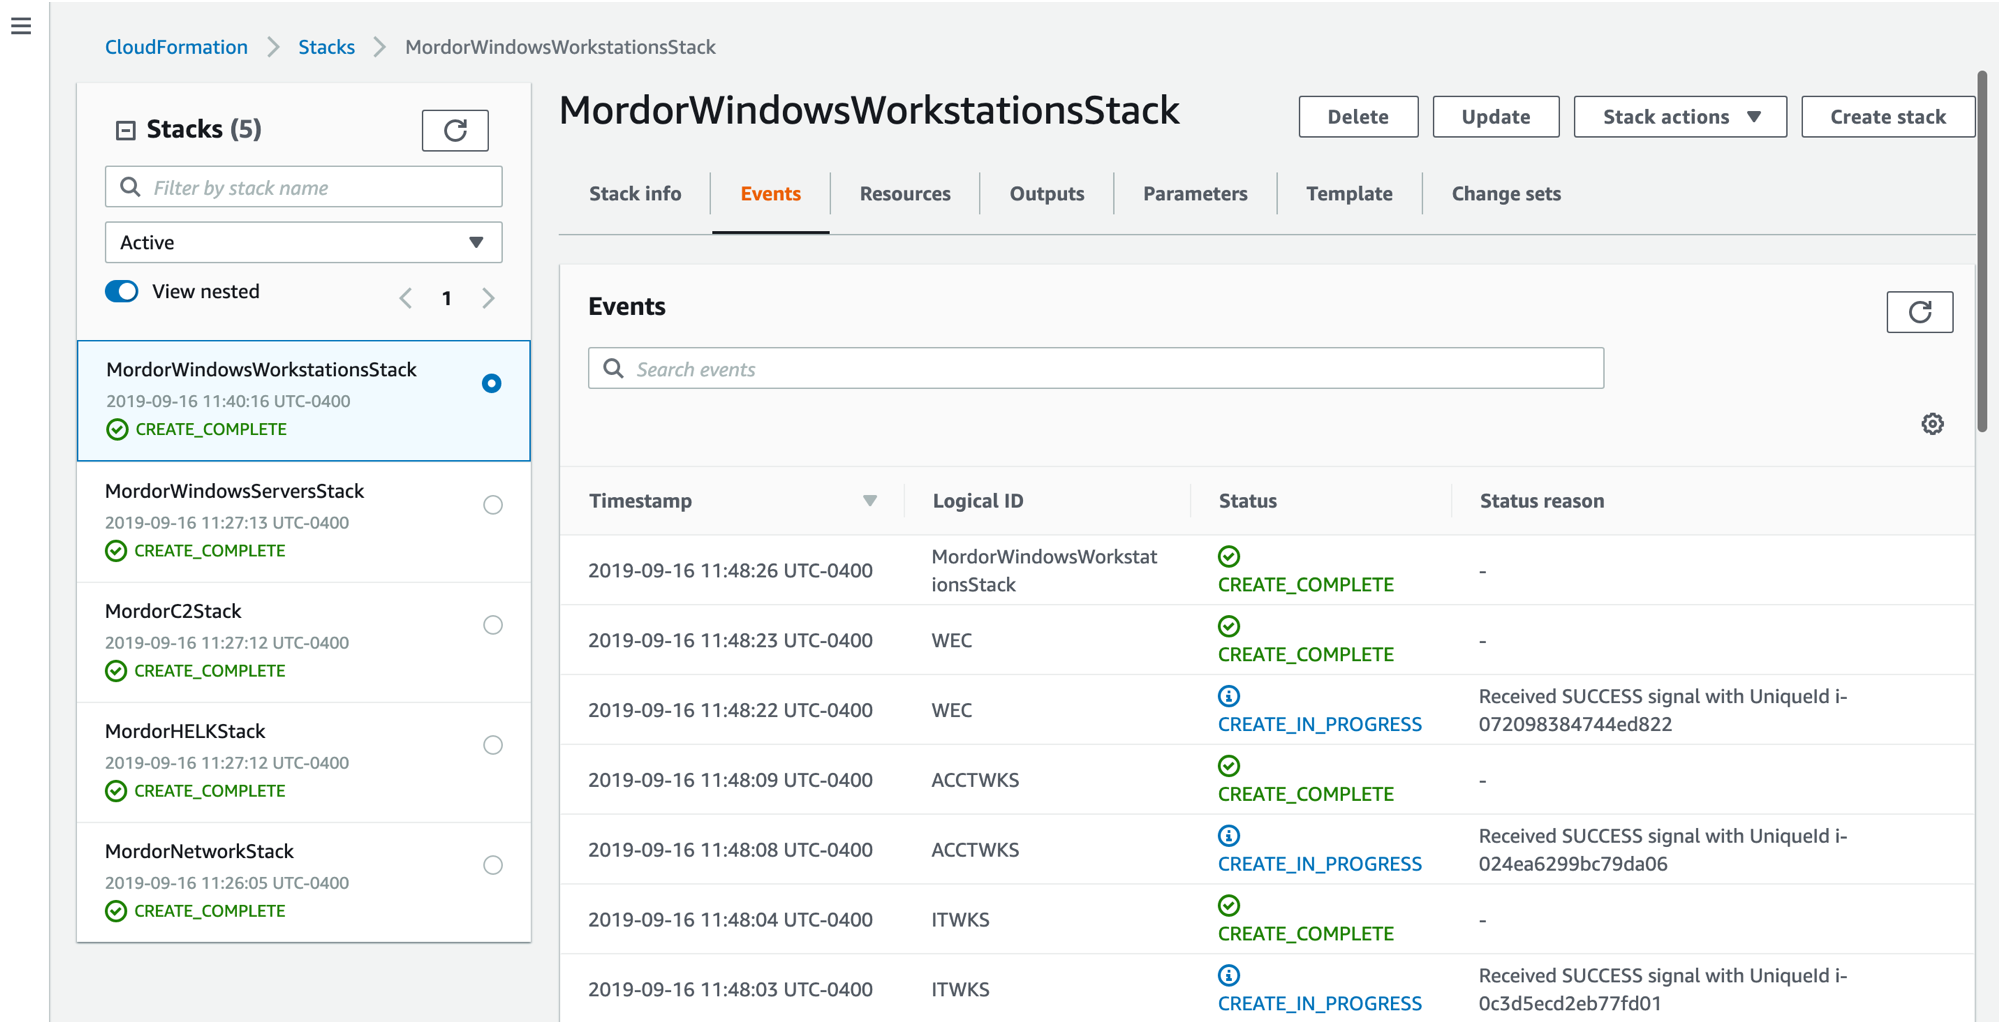 CloudFormation > Stacks > MordorWindowsWorkstationsStack
Stacks (5)
Filter by stack name
Active
View nested
1
MordorWindowsWorkstationsStack
2019-09-16 11:40:16 UTC-0400
CREATE_COMPLETE
MordorWindowsServersStack
2019-09-16 11:27:13 UTC-0400
CREATE_COMPLETE
MordorC2Stack
2019-09-16 11:27:12 UTC-0400
CREATE_COMPLETE
MordorHELKStack
2019-09-16 11:27:12 UTC-0400
CREATE_COMPLETE
MordorNetworkStack
2019-09-16 11:26:05 UTC-0400
CREATE_COMPLETE
MordorWindowsWorkstationsStack
Delete Update Stack actions Create stack
Stack info Events Resources Outputs Parameters Template Change sets
Events
Search events
Timestamp Logical ID Status Status reason
2019-09-16 11:48:26 UTC-0400 MordorWindowsWorkstat
ionsStack CREATE_COMPLETE -
2019-09-16 11:48:23 UTC-0400 WEC CREATE_COMPLETE -
2019-09-16 11:48:22 UTC-0400 WEC CREATE_IN_PROGRESS Received SUCCESS signal with UniqueId i-
072098384744ed822
2019-09-16 11:48:09 UTC-0400 ACCTWKS CREATE_COMPLETE -
2019-09-16 11:48:08 UTC-0400 ACCTWKS CREATE_IN_PROGRESS Received SUCCESS signal with UniqueId i-
024ea6299bc79da06
2019-09-16 11:48:04 UTC-0400 ITWKS CREATE_COMPLETE -
2019-09-16 11:48:03 UTC-0400 ITWKS CREATE_IN_PROGRESS Received SUCCESS signal with UniqueId i-
0c3d5ecd2eb77fd01